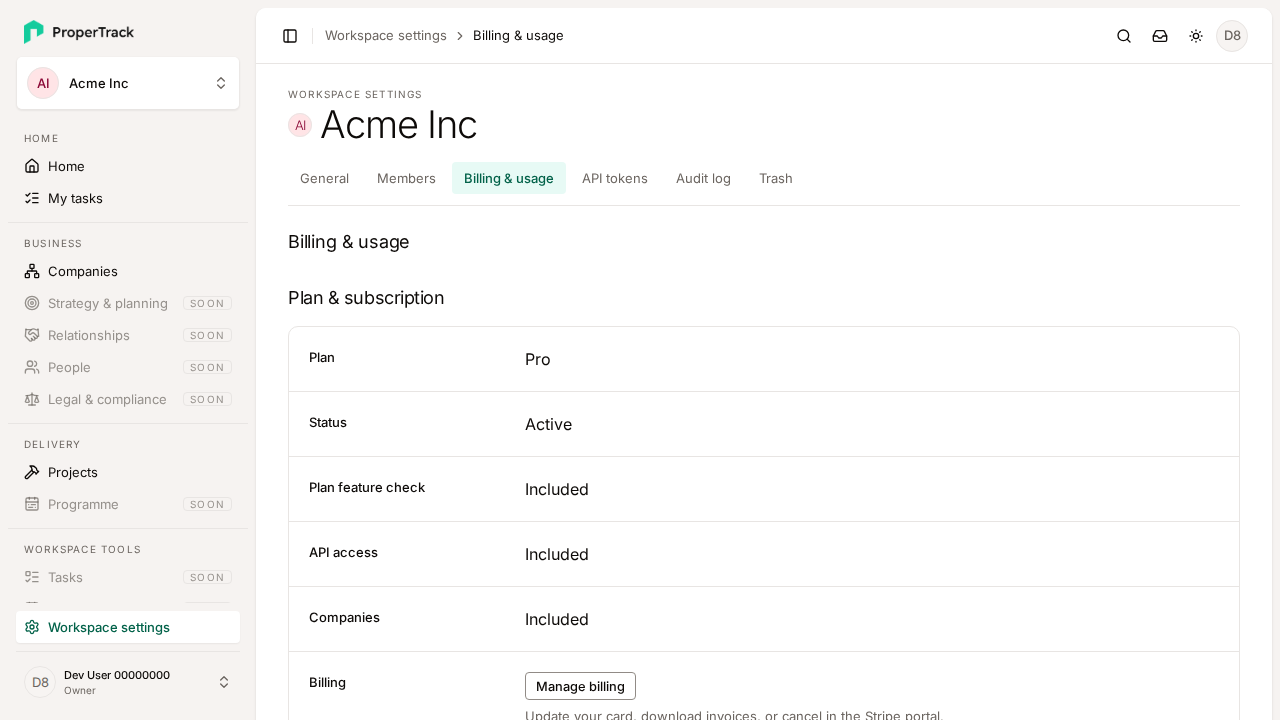 ProperTrack
AI
Acme Inc
HOME
Home
My tasks
BUSINESS
Companies
Strategy & planning SOON
Relationships SOON
People SOON
Legal & compliance SOON
DELIVERY
Projects
Programme SOON
WORKSPACE TOOLS
Tasks SOON
Workspace settings
D8
Dev User 00000000
Owner
Workspace settings
Billing & usage
D8
WORKSPACE SETTINGS
AI
Acme Inc
General
Members
Billing & usage
API tokens
Audit log
Trash
Billing & usage
Plan & subscription
Plan Pro
Status Active
Plan feature check Included
API access Included
Companies Included
Billing Manage billing
Update your card, download invoices, or cancel in the Stripe portal.